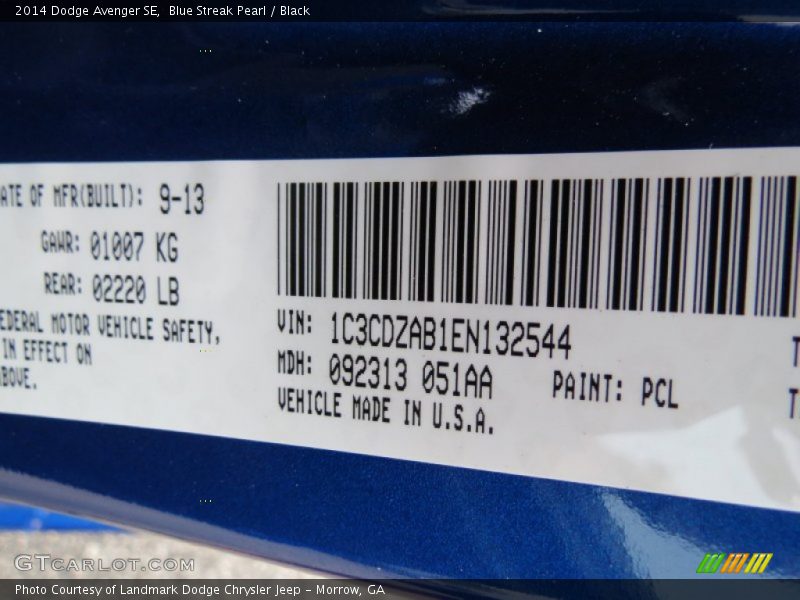 2014 Dodge Avenger SE,  Blue Streak Pearl / Black
ATE OF MFR(BUILT): 9-13
GAWR: 01007 KG
REAR: 02220 LB
EDERAL MOTOR VEHICLE SAFETY,
IN EFFECT ON
BOVE.
VIN: 1C3CDZAB1EN132544
MDH: 092313 051AA PAINT: PCL
VEHICLE MADE IN U.S.A.
T
T
GTCARLOT.COM
Photo Courtesy of Landmark Dodge Chrysler Jeep - Morrow, GA